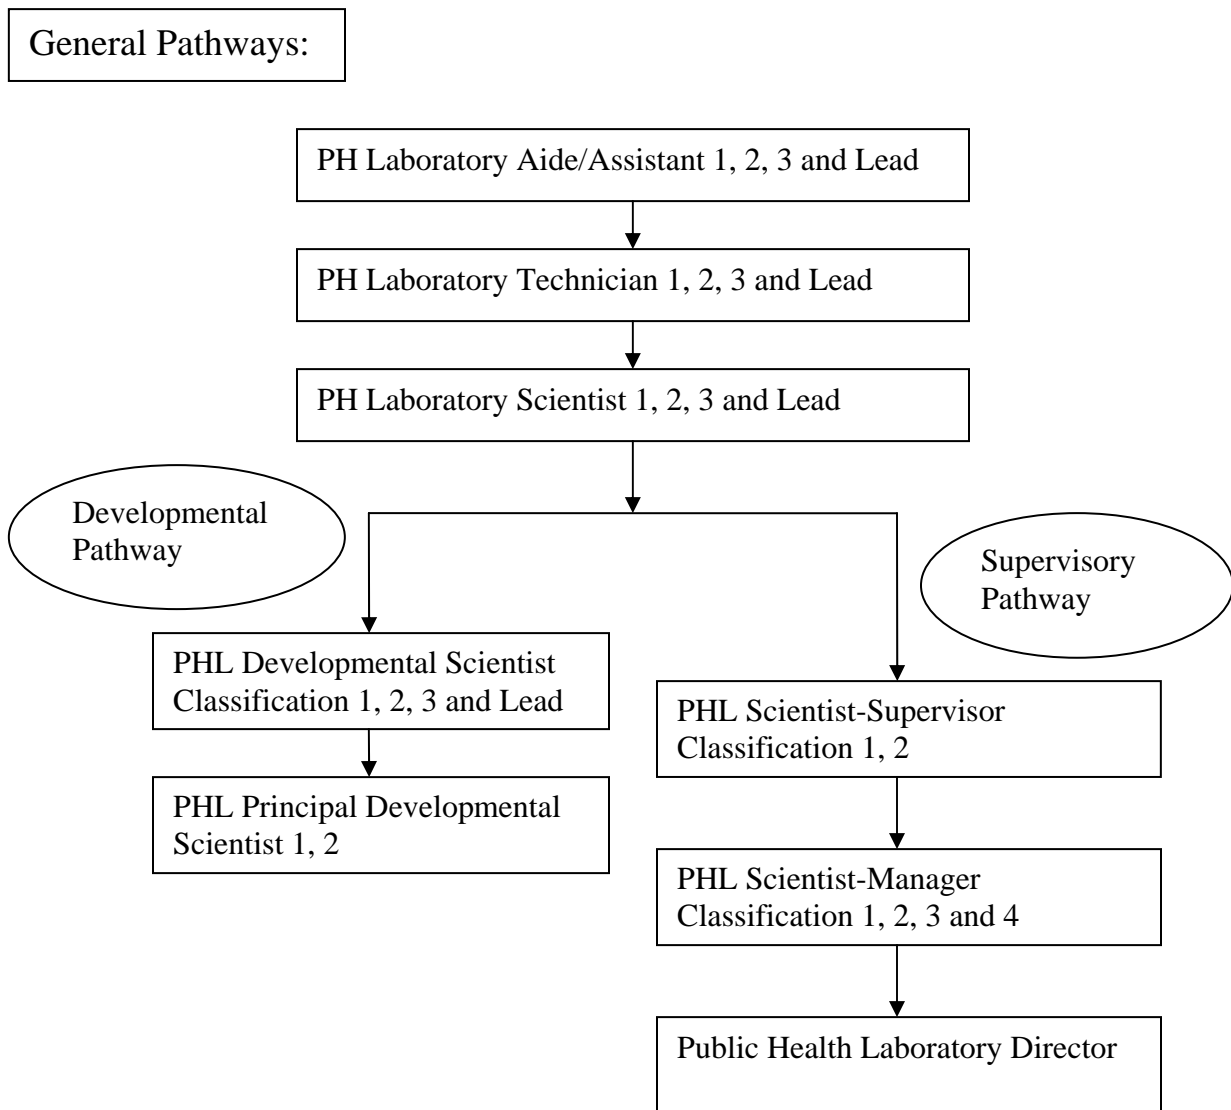 General Pathways:
PH Laboratory Aide/Assistant 1, 2, 3 and Lead
PH Laboratory Technician 1, 2, 3 and Lead
PH Laboratory Scientist 1, 2, 3 and Lead
Developmental
Pathway
Supervisory
Pathway
PHL Developmental Scientist
Classification 1, 2, 3 and Lead
PHL Principal Developmental
Scientist 1, 2
PHL Scientist-Supervisor
Classification 1, 2
PHL Scientist-Manager
Classification 1, 2, 3 and 4
Public Health Laboratory Director